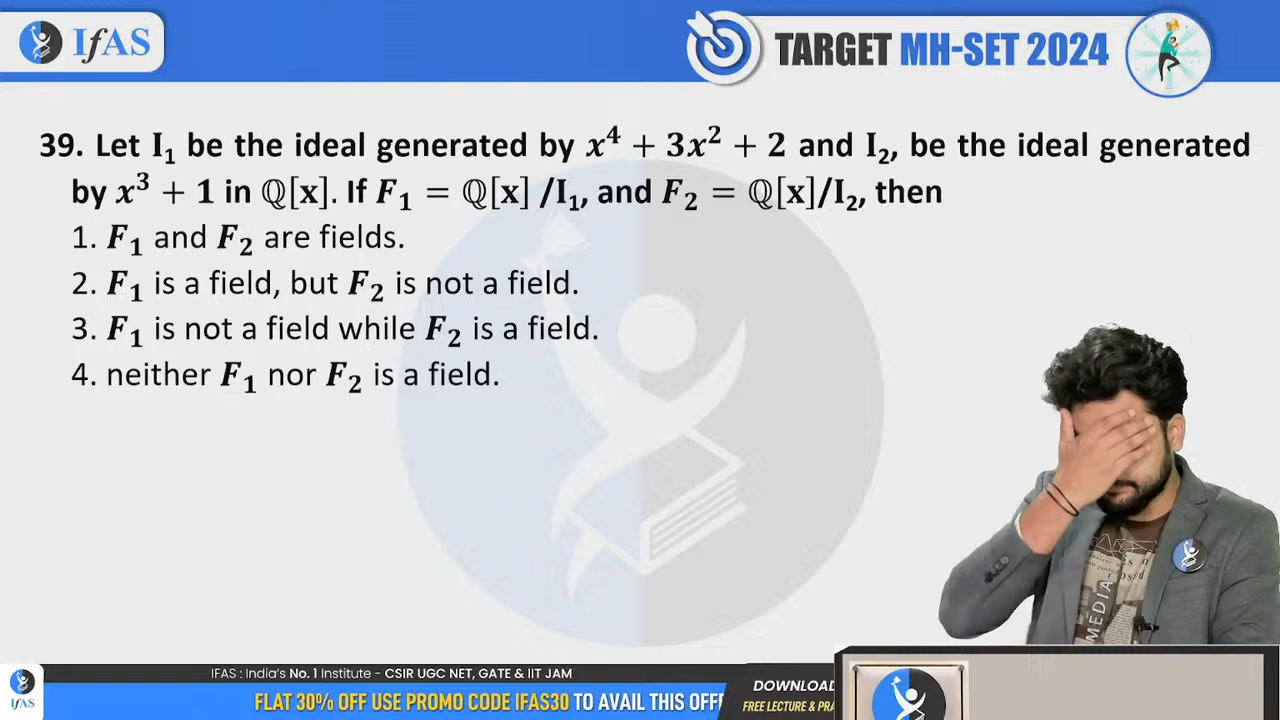 IfAS
TARGET MH-SET 2024
39. Let I₁ be the ideal generated by x⁴ + 3x² + 2 and I₂, be the ideal generated
by x³ + 1 in ℚ[x]. If F₁ = ℚ[x] /I₁, and F₂ = ℚ[x]/I₂, then
1. F₁ and F₂ are fields.
2. F₁ is a field, but F₂ is not a field.
3. F₁ is not a field while F₂ is a field.
4. neither F₁ nor F₂ is a field.
MEDIA
IFAS : India's No. 1 Institute - CSIR UGC NET, GATE & IIT JAM
IfAS
FLAT 30% OFF USE PROMO CODE IFAS30 TO AVAIL THIS OFF
DOWNLOAD
FREE LECTURE & PRA